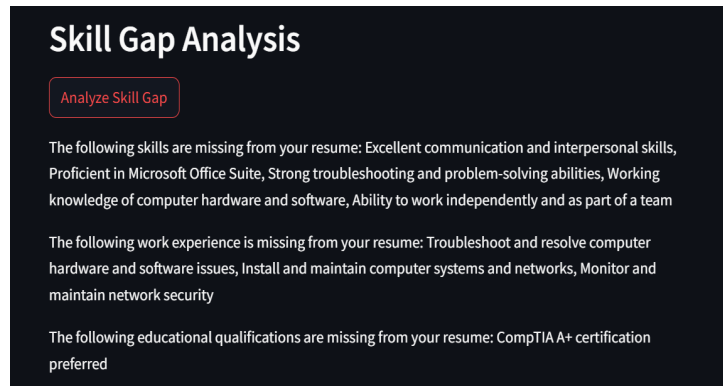 Skill Gap Analysis
Analyze Skill Gap
The following skills are missing from your resume: Excellent communication and interpersonal skills,
Proficient in Microsoft Office Suite, Strong troubleshooting and problem-solving abilities, Working
knowledge of computer hardware and software, Ability to work independently and as part of a team
The following work experience is missing from your resume: Troubleshoot and resolve computer
hardware and software issues, Install and maintain computer systems and networks, Monitor and
maintain network security
The following educational qualifications are missing from your resume: CompTIA A+ certification
preferred